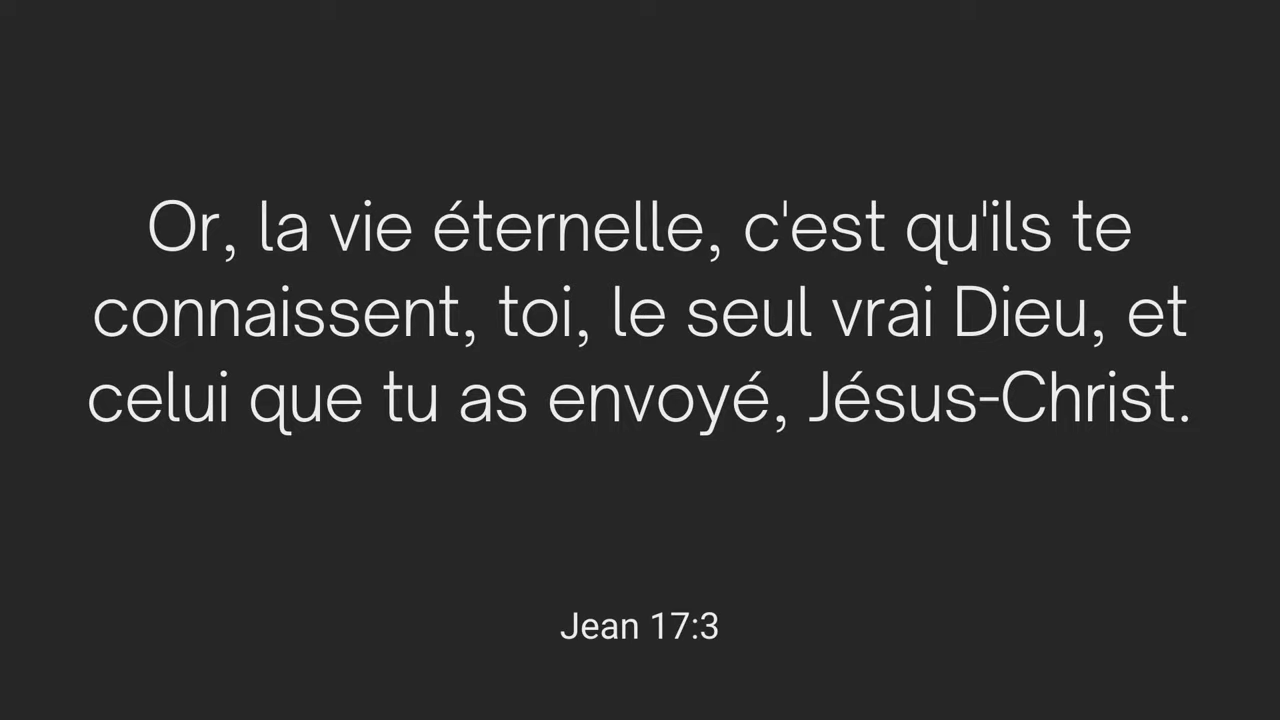 Or, la vie éternelle, c'est qu'ils te
connaissent, toi, le seul vrai Dieu, et
celui que tu as envoyé, Jésus-Christ.
Jean 17:3